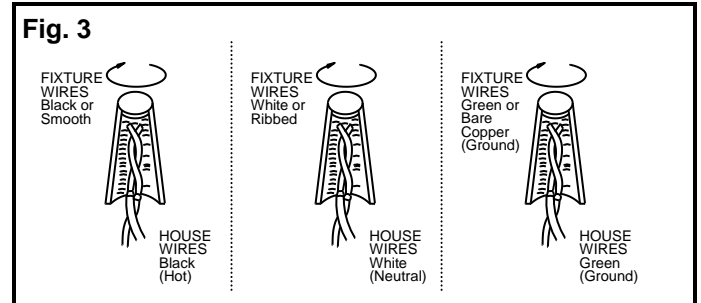 Fig. 3
FIXTURE
WIRES
Black or
Smooth
HOUSE
WIRES
Black
(Hot)
FIXTURE
WIRES
White or
Ribbed
HOUSE
WIRES
White
(Neutral)
FIXTURE
WIRES
Green or
Bare
Copper
(Ground)
HOUSE
WIRES
Green
(Ground)